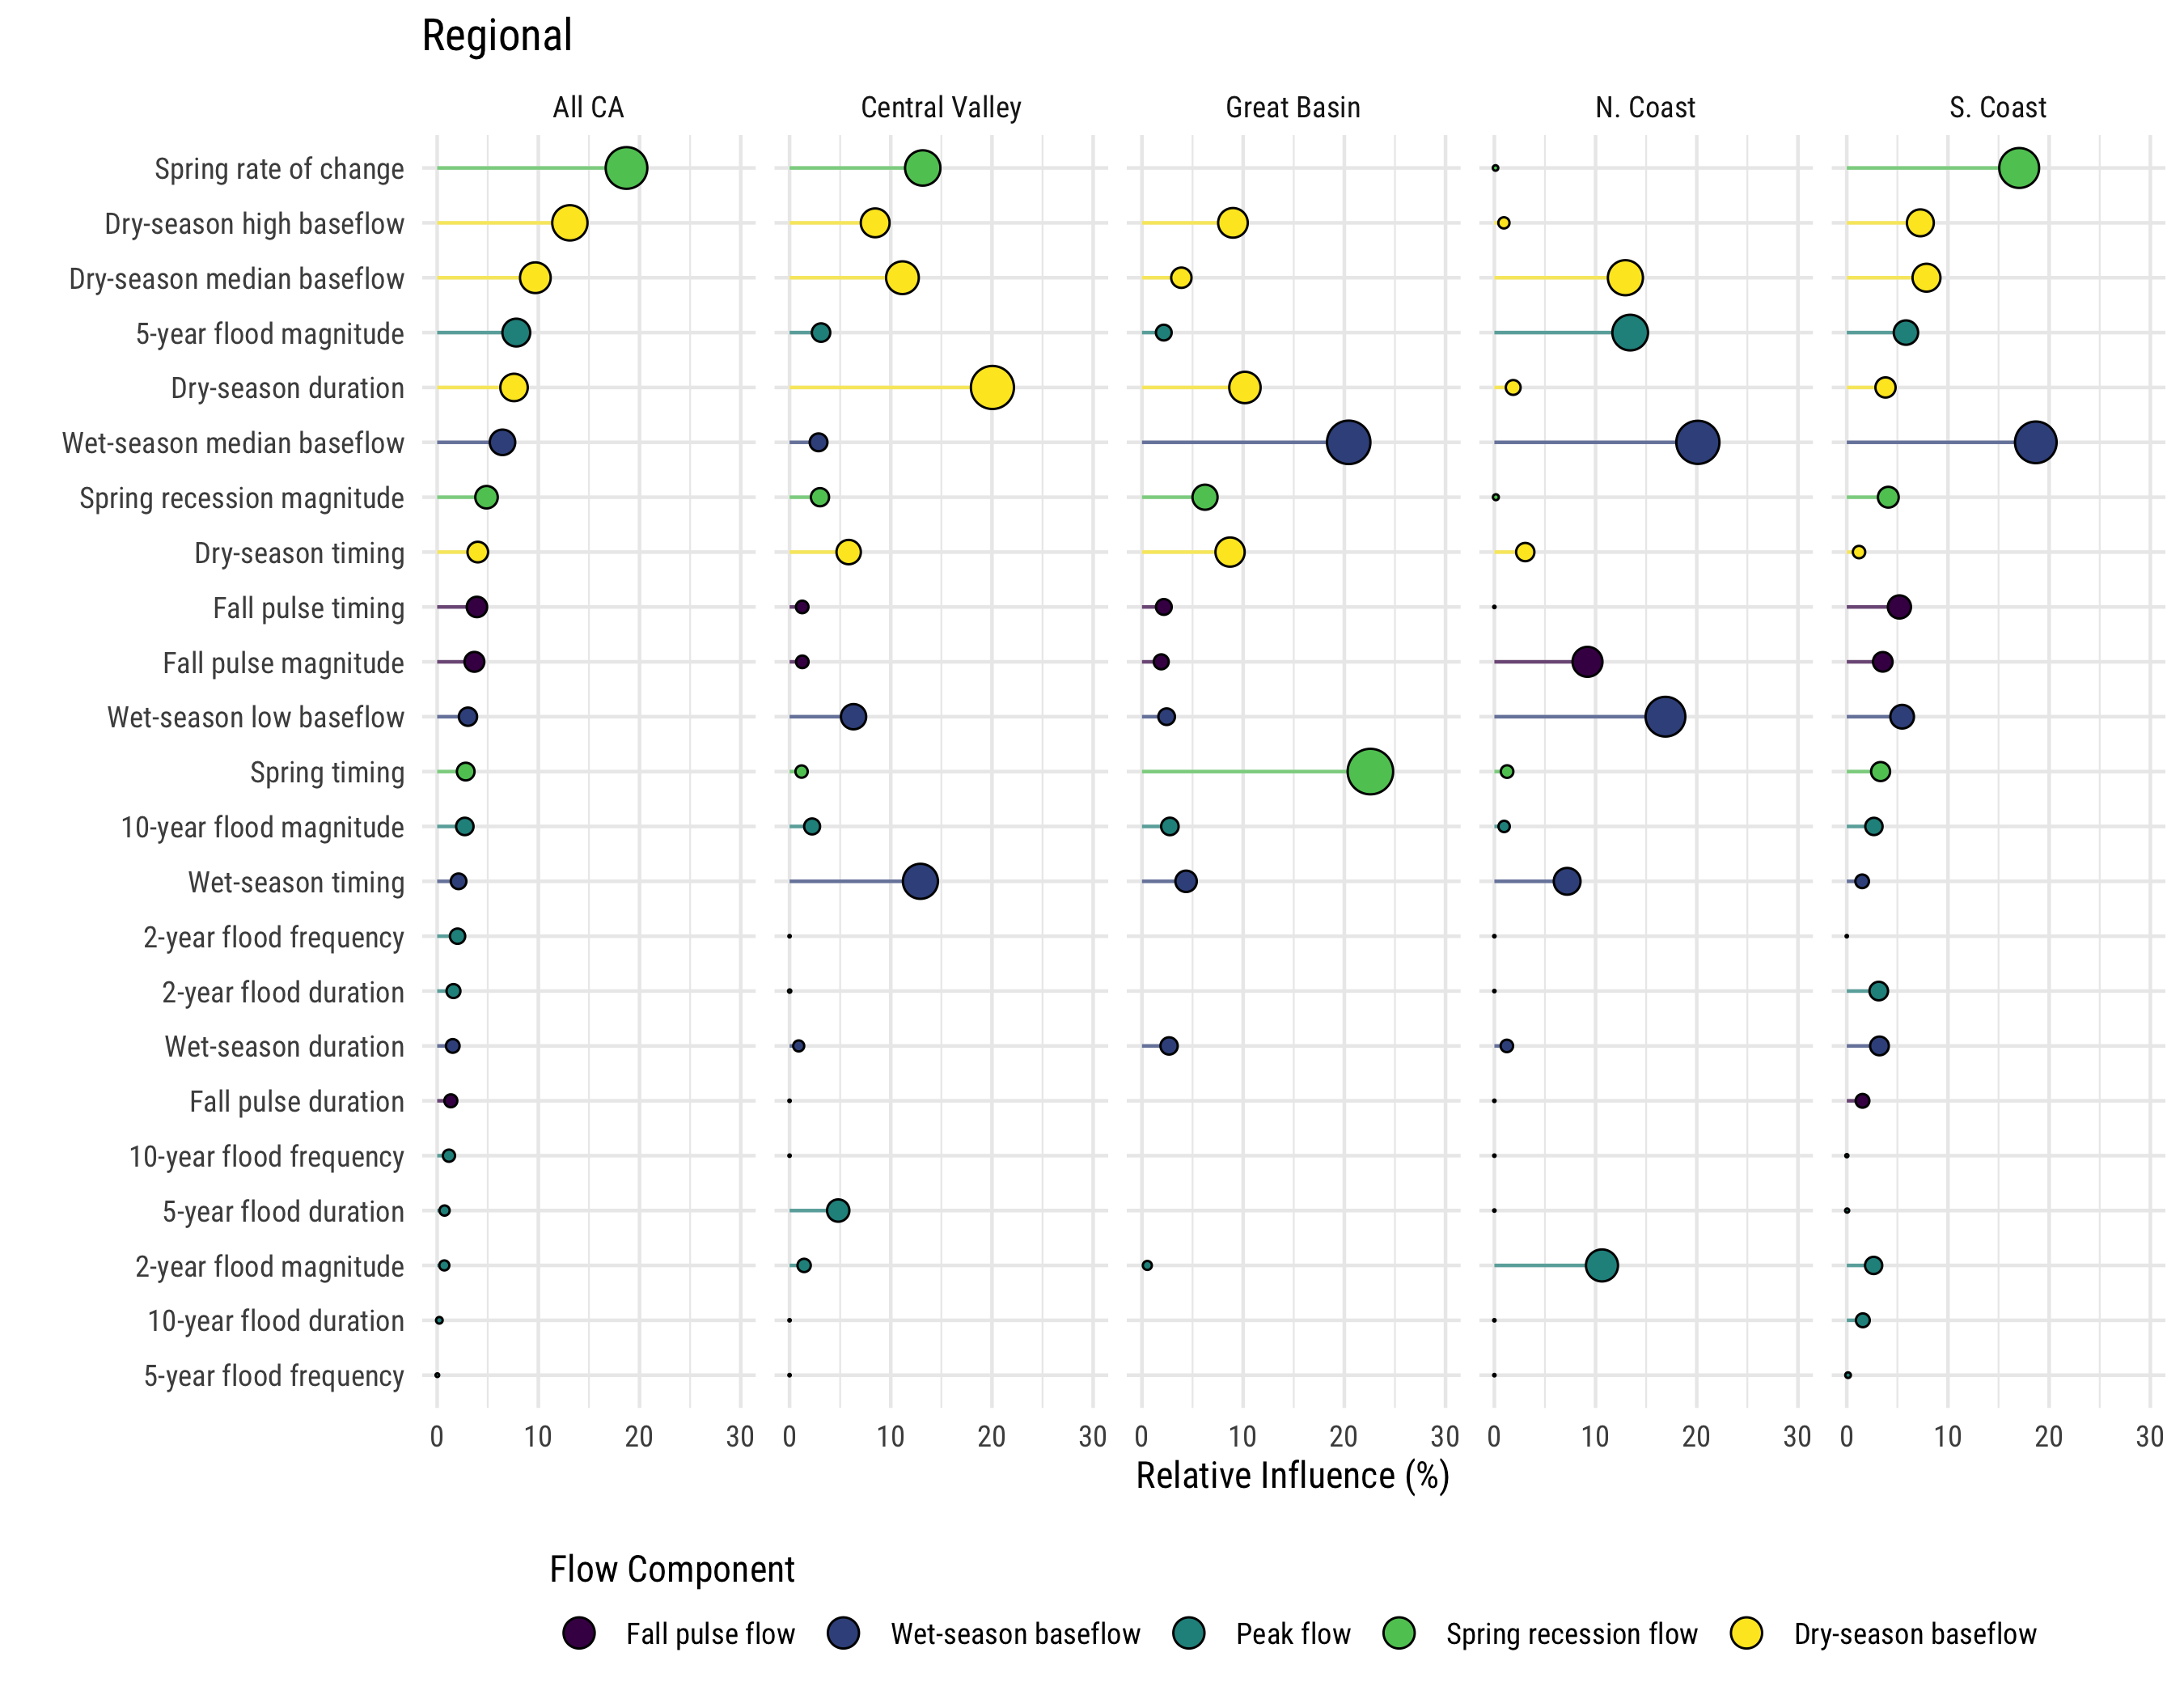 Regional
All CA Central Valley Great Basin N. Coast S. Coast
Spring rate of change
Dry-season high baseflow
Dry-season median baseflow
5-year flood magnitude
Dry-season duration
Wet-season median baseflow
Spring recession magnitude
Dry-season timing
Fall pulse timing
Fall pulse magnitude
Wet-season low baseflow
Spring timing
10-year flood magnitude
Wet-season timing
2-year flood frequency
2-year flood duration
Wet-season duration
Fall pulse duration
10-year flood frequency
5-year flood duration
2-year flood magnitude
10-year flood duration
5-year flood frequency
0 10 20 30 0 10 20 30 0 10 20 30 0 10 20 30 0 10 20 30
Relative Influence (%)
Flow Component
Fall pulse flow Wet-season baseflow Peak flow Spring recession flow Dry-season baseflow